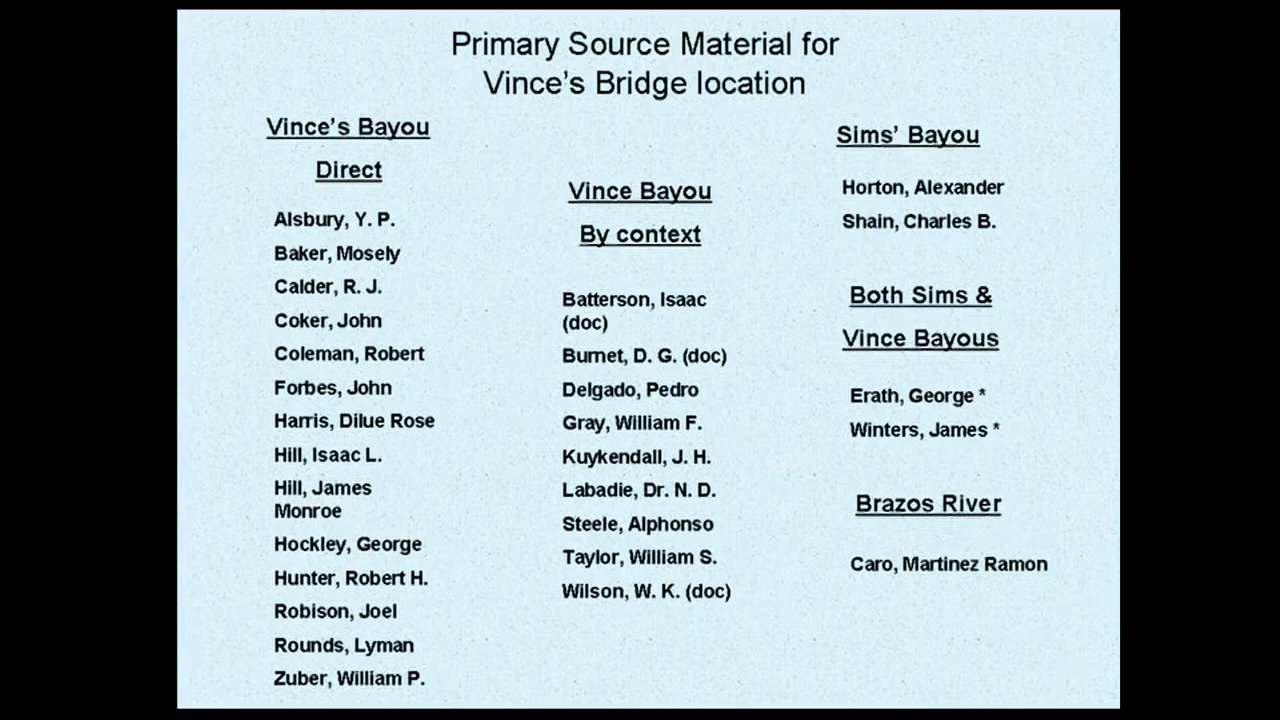 Primary Source Material for
Vince's Bridge location
Vince's Bayou
Direct
Alsbury, Y. P.
Baker, Mosely
Calder, R. J.
Coker, John
Coleman, Robert
Forbes, John
Harris, Dilue Rose
Hill, Isaac L.
Hill, James
Monroe
Hockley, George
Hunter, Robert H.
Robison, Joel
Rounds, Lyman
Zuber, William P.
Vince Bayou
By context
Batterson, Isaac
(doc)
Burnet, D. G. (doc)
Delgado, Pedro
Gray, William F.
Kuykendall, J. H.
Labadie, Dr. N. D.
Steele, Alphonso
Taylor, William S.
Wilson, W. K. (doc)
Sims' Bayou
Horton, Alexander
Shain, Charles B.
Both Sims &
Vince Bayous
Erath, George *
Winters, James *
Brazos River
Caro, Martinez Ramon